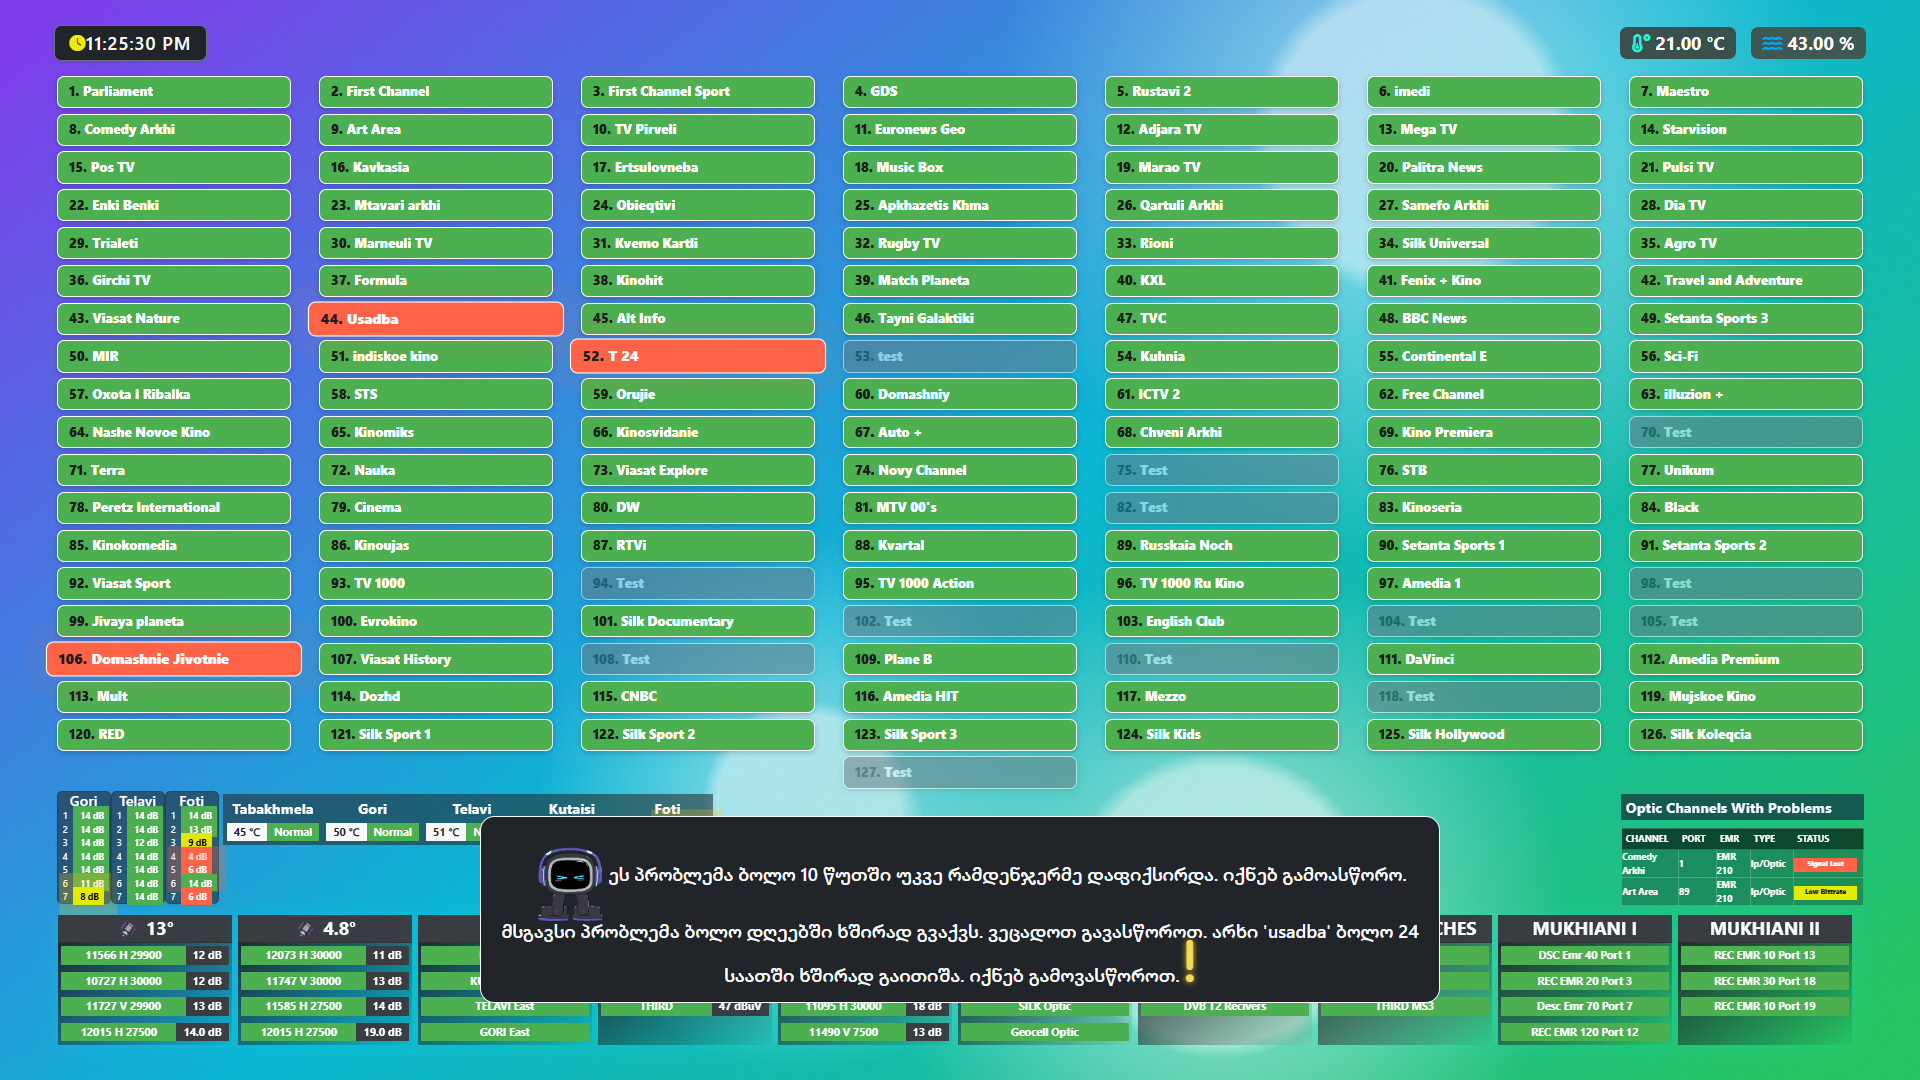 11:25:30 PM
21.00 °C 43.00 %
1. Parliament 2. First Channel 3. First Channel Sport 4. GDS 5. Rustavi 2 6. imedi 7. Maestro
8. Comedy Arkhi 9. Art Area 10. TV Pirveli 11. Euronews Geo 12. Adjara TV 13. Mega TV 14. Starvision
15. Pos TV 16. Kavkasia 17. Ertsulovneba 18. Music Box 19. Marao TV 20. Palitra News 21. Pulsi TV
22. Enki Benki 23. Mtavari arkhi 24. Obieqtivi 25. Apkhazetis Khma 26. Qartuli Arkhi 27. Samefo Arkhi 28. Dia TV
29. Trialeti 30. Marneuli TV 31. Kvemo Kartli 32. Rugby TV 33. Rioni 34. Silk Universal 35. Agro TV
36. Girchi TV 37. Formula 38. Kinohit 39. Match Planeta 40. KXL 41. Fenix + Kino 42. Travel and Adventure
43. Viasat Nature 44. Usadba 45. Alt Info 46. Tayni Galaktiki 47. TVC 48. BBC News 49. Setanta Sports 3
50. MIR 51. indiskoe kino 52. T 24 53. test 54. Kuhnia 55. Continental E 56. Sci-Fi
57. Oxota I Ribalka 58. STS 59. Orujie 60. Domashniy 61. ICTV 2 62. Free Channel 63. illuzion +
64. Nashe Novoe Kino 65. Kinomiks 66. Kinosvidanie 67. Auto + 68. Chveni Arkhi 69. Kino Premiera 70. Test
71. Terra 72. Nauka 73. Viasat Explore 74. Novy Channel 75. Test 76. STB 77. Unikum
78. Peretz International 79. Cinema 80. DW 81. MTV 00's 82. Test 83. Kinoseria 84. Black
85. Kinokomedia 86. Kinoujas 87. RTVi 88. Kvartal 89. Russkaia Noch 90. Setanta Sports 1 91. Setanta Sports 2
92. Viasat Sport 93. TV 1000 94. Test 95. TV 1000 Action 96. TV 1000 Ru Kino 97. Amedia 1 98. Test
99. Jivaya planeta 100. Evrokino 101. Silk Documentary 102. Test 103. English Club 104. Test 105. Test
106. Domashnie Jivotnie 107. Viasat History 108. Test 109. Plane B 110. Test 111. DaVinci 112. Amedia Premium
113. Mult 114. Dozhd 115. CNBC 116. Amedia HIT 117. Mezzo 118. Test 119. Mujskoe Kino
120. RED 121. Silk Sport 1 122. Silk Sport 2 123. Silk Sport 3 124. Silk Kids 125. Silk Hollywood 126. Silk Koleqcia
127. Test
Gori Telavi Foti
1 14 dB 1 14 dB 1 14 dB
2 14 dB 2 14 dB 2 13 dB
3 14 dB 3 12 dB 3 9 dB
4 14 dB 4 14 dB 4 4 dB
5 14 dB 5 14 dB 5 6 dB
6 11 dB 6 14 dB 6 14 dB
7 8 dB 7 14 dB 7 6 dB
Tabakhmela Gori Telavi Kutaisi Foti
45 °C Normal 50 °C Normal 51 °C
Optic Channels With Problems
CHANNEL PORT EMR TYPE STATUS
Comedy Arkhi 1 EMR 210 Ip/Optic Signal Lost
Art Area 89 EMR 210 Ip/Optic Low Bitrate
ეს პრობლემა ბოლო 10 წუთში უკვე რამდენჯერმე დაფიქსირდა. იქნებ გამოასწორო.
მსგავსი პრობლემა ბოლო დღეებში ხშირად გვაქვს. ვეცადოთ გავასწოროთ. არხი 'usadba' ბოლო 24
საათში ხშირად გაითიშა. იქნებ გამოვასწოროთ.
13° 4.8° CHES MUKHIANI I MUKHIANI II
11566 H 29900 12 dB 12073 H 30000 11 dB DSC Emr 40 Port 1 REC EMR 10 Port 13
10727 H 30000 12 dB 11747 V 30000 13 dB REC EMR 20 Port 3 REC EMR 30 Port 18
11727 V 29900 13 dB 11585 H 27500 14 dB TELAVI East THIRD 47 dBuV 11095 H 30000 18 dB SILK Optic DVB T2 Recivers THIRD MS3 Desc Emr 70 Port 7 REC EMR 10 Port 19
12015 H 27500 14.0 dB 12015 H 27500 19.0 dB GORI East 11490 V 7500 13 dB Geocell Optic REC EMR 120 Port 12